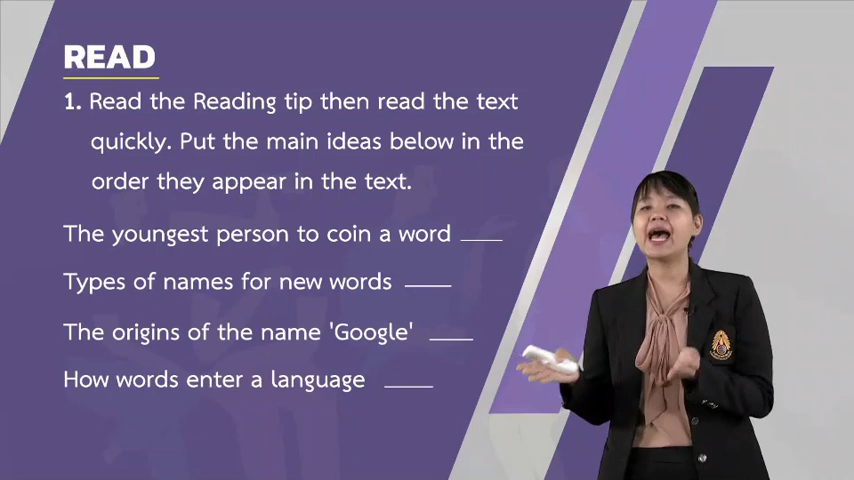 READ
1. Read the Reading tip then read the text
quickly. Put the main ideas below in the
order they appear in the text.
The youngest person to coin a word ____
Types of names for new words ____
The origins of the name 'Google' ____
How words enter a language ____